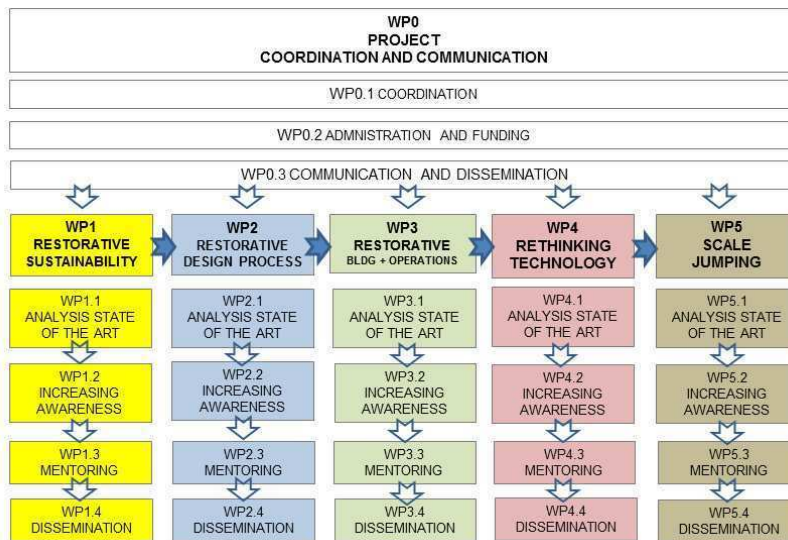 WP0
PROJECT
COORDINATION AND COMMUNICATION
WP0.1 COORDINATION
WP0.2 ADMNISTRATION AND FUNDING
WP0.3 COMMUNICATION AND DISSEMINATION
WP1
RESTORATIVE
SUSTAINABILITY
WP2
RESTORATIVE
DESIGN PROCESS
WP3
RESTORATIVE
BLDG + OPERATIONS
WP4
RETHINKING
TECHNOLOGY
WP5
SCALE
JUMPING
WP1.1
ANALYSIS STATE
OF THE ART
WP2.1
ANALYSIS STATE
OF THE ART
WP3.1
ANALYSIS STATE
OF THE ART
WP4.1
ANALYSIS STATE
OF THE ART
WP5.1
ANALYSIS STATE
OF THE ART
WP1.2
INCREASING
AWARENESS
WP2.2
INCREASING
AWARENESS
WP3.2
INCREASING
AWARENESS
WP4.2
INCREASING
AWARENESS
WP5.2
INCREASING
AWARENESS
WP1.3
MENTORING
WP2.3
MENTORING
WP3.3
MENTORING
WP4.3
MENTORING
WP5.3
MENTORING
WP1.4
DISSEMINATION
WP2.4
DISSEMINATION
WP3.4
DISSEMINATION
WP4.4
DISSEMINATION
WP5.4
DISSEMINATION